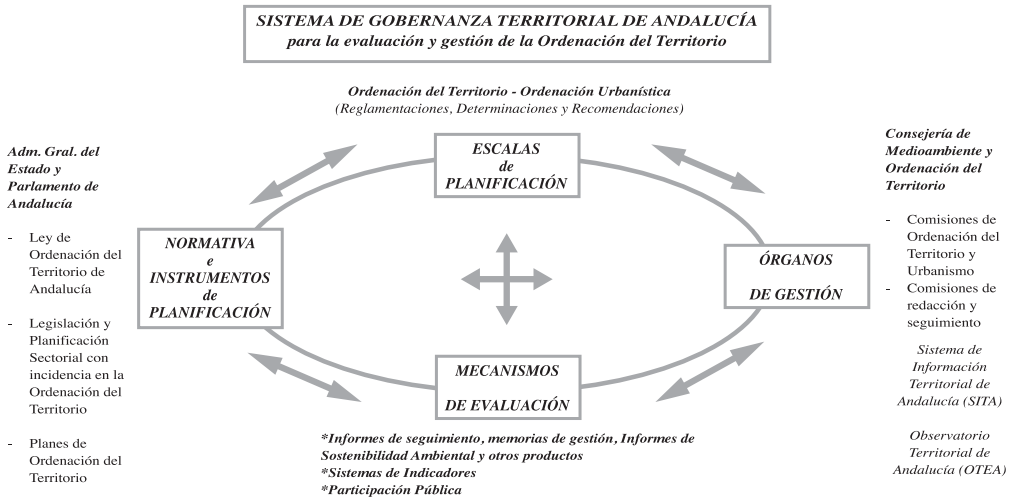 SISTEMA DE GOBERNANZA TERRITORIAL DE ANDALUCÍA
para la evaluación y gestión de la Ordenación del Territorio
Ordenación del Territorio - Ordenación Urbanística
(Reglamentaciones, Determinaciones y Recomendaciones)
Adm. Gral. del
Estado y
Parlamento de
Andalucía
- Ley de
Ordenación del
Territorio de
Andalucía
- Legislación y
Planificación
Sectorial con
incidencia en la
Ordenación del
Territorio
- Planes de
Ordenación del
Territorio
ESCALAS
de
PLANIFICACIÓN
NORMATIVA
e
INSTRUMENTOS
de
PLANIFICACIÓN
ÓRGANOS
DE GESTIÓN
MECANISMOS
DE EVALUACIÓN
*Informes de seguimiento, memorias de gestión, Informes de
Sostenibilidad Ambiental y otros productos
*Sistemas de Indicadores
*Participación Pública
Consejería de
Medioambiente y
Ordenación del
Territorio
- Comisiones de
Ordenación del
Territorio y
Urbanismo
- Comisiones de
redacción y
seguimiento
Sistema de
Información
Territorial de
Andalucía (SITA)
Observatorio
Territorial de
Andalucía (OTEA)